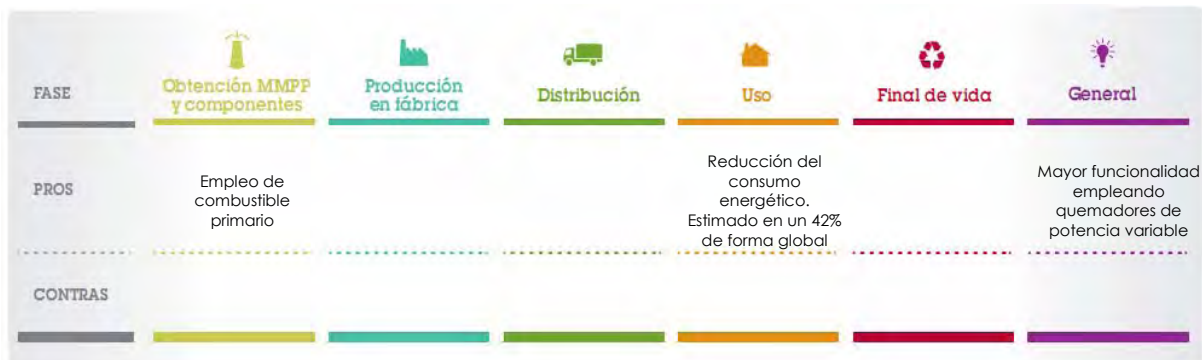 FASE
Obtención MMPP
y componentes
Producción
en fábrica
Distribución
Uso
Final de vida
General
PROS
Empleo de
combustible
primario
Reducción del
consumo
energético.
Estimado en un 42%
de forma global
Mayor funcionalidad
empleando
quemadores de
potencia variable
CONTRAS